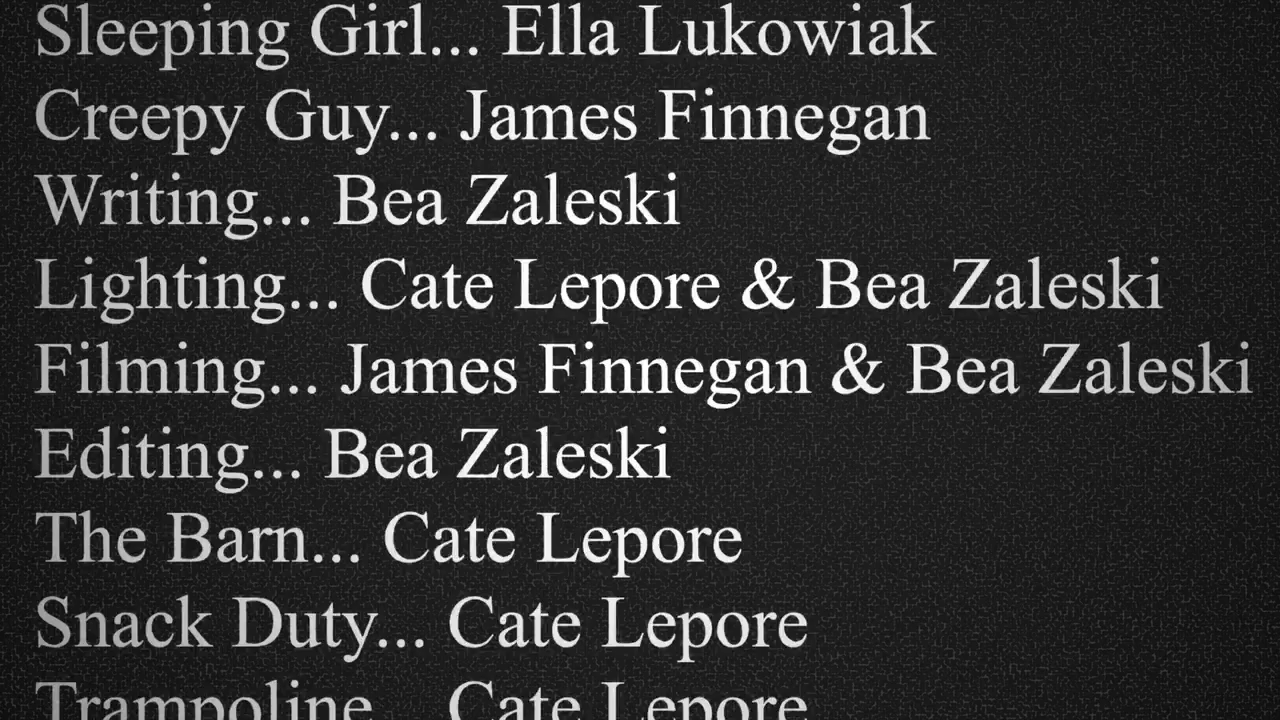 Sleeping Girl... Ella Lukowiak
Creepy Guy... James Finnegan
Writing... Bea Zaleski
Lighting... Cate Lepore & Bea Zaleski
Filming... James Finnegan & Bea Zaleski
Editing... Bea Zaleski
The Barn... Cate Lepore
Snack Duty... Cate Lepore
Trampoline... Cate Lepore